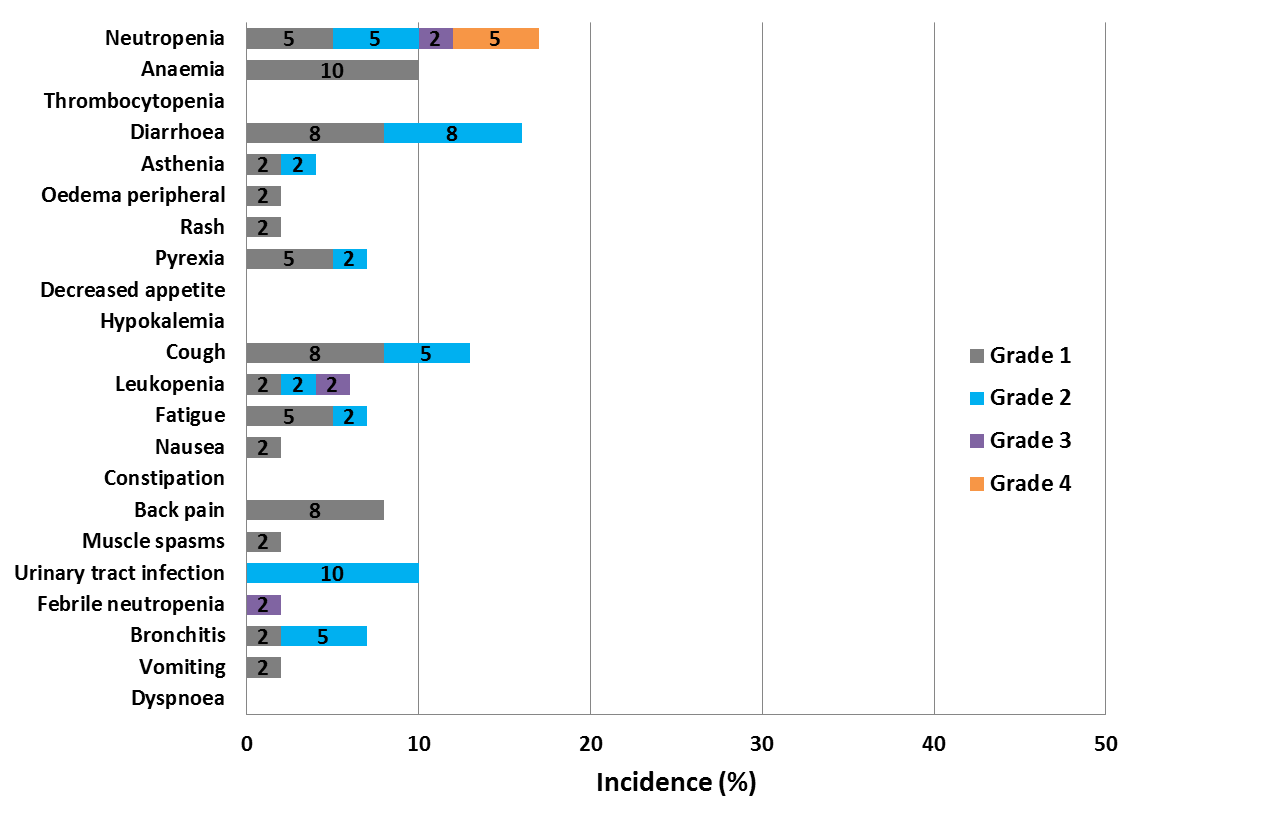 Neutropenia 5 5 2 5
Anaemia 10
Thrombocytopenia
Diarrhoea 8 8
Asthenia 2 2
Oedema peripheral 2
Rash 2
Pyrexia 5 2
Decreased appetite
Hypokalemia
Cough 8 5
Leukopenia 2 2 2
Fatigue 5 2
Nausea 2
Constipation
Back pain 8
Muscle spasms 2
Urinary tract infection 10
Febrile neutropenia 2
Bronchitis 2 5
Vomiting 2
Dyspnoea
0 10 20 30 40 50
Incidence (%)
Grade 1
Grade 2
Grade 3
Grade 4